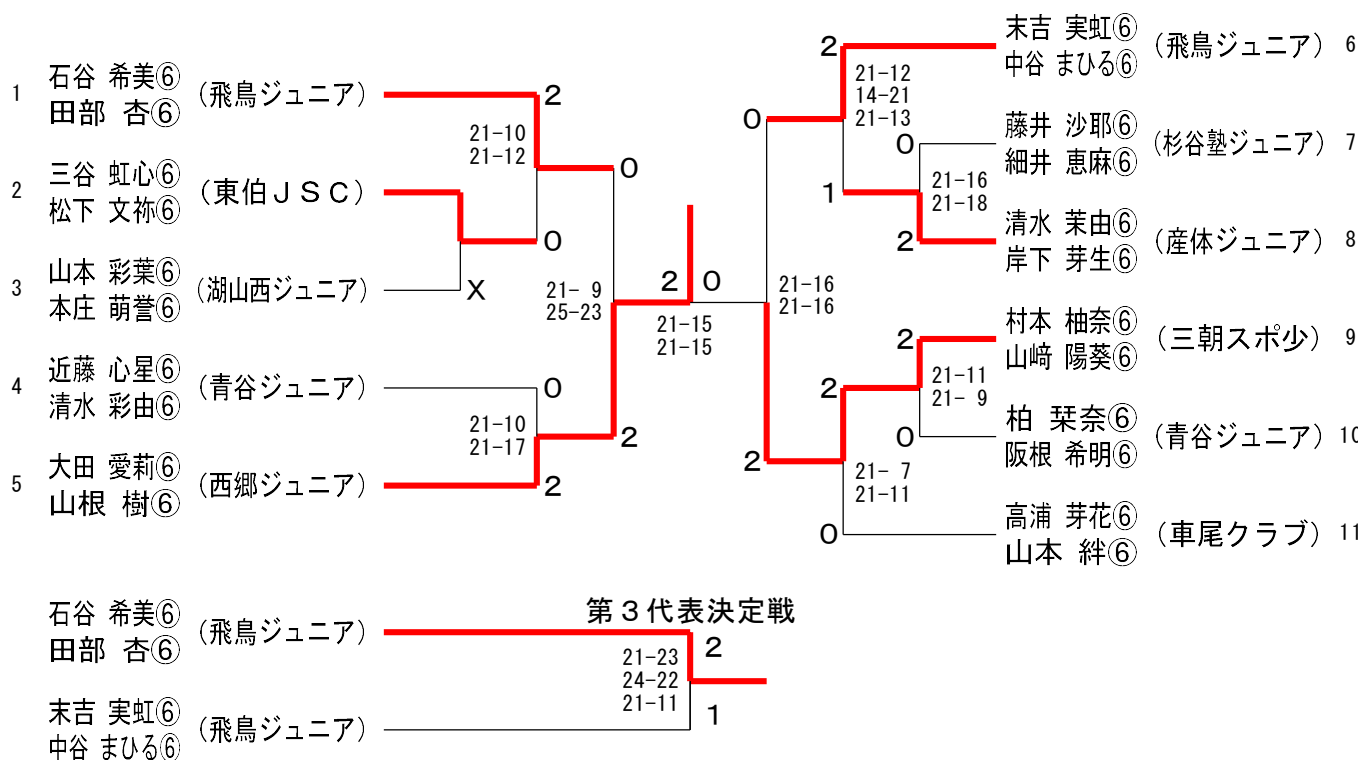 1
石谷 希美⑥
田部 杏⑥
(飛鳥ジュニア)
2
21-10
21-12
0
2
三谷 虹心⑥
松下 文祢⑥
(東伯JSC)
0
3
山本 彩葉⑥
本庄 萌誉⑥
(湖山西ジュニア)
X
21- 9
25-23
4
近藤 心星⑥
清水 彩由⑥
(青谷ジュニア)
0
21-10
21-17
2
5
大田 愛莉⑥
山根 樹⑥
(西郷ジュニア)
2
2 0
21-15
21-15
末吉 実虹⑥
中谷 まひる⑥
(飛鳥ジュニア)
6
2
21-12
14-21
21-13
0
藤井 沙耶⑥
細井 恵麻⑥
(杉谷塾ジュニア)
7
0
21-16
21-18
1
清水 茉由⑥
岸下 芽生⑥
(産体ジュニア)
8
2
21-16
21-16
村本 柚奈⑥
山﨑 陽葵⑥
(三朝スポ少)
9
2
21-11
21- 9
2
柏 栞奈⑥
阪根 希明⑥
(青谷ジュニア)
10
0
2
21- 7
21-11
高浦 芽花⑥
山本 絆⑥
(車尾クラブ)
11
0
第3代表決定戦
石谷 希美⑥
田部 杏⑥
(飛鳥ジュニア)
2
21-23
24-22
21-11
1
末吉 実虹⑥
中谷 まひる⑥
(飛鳥ジュニア)